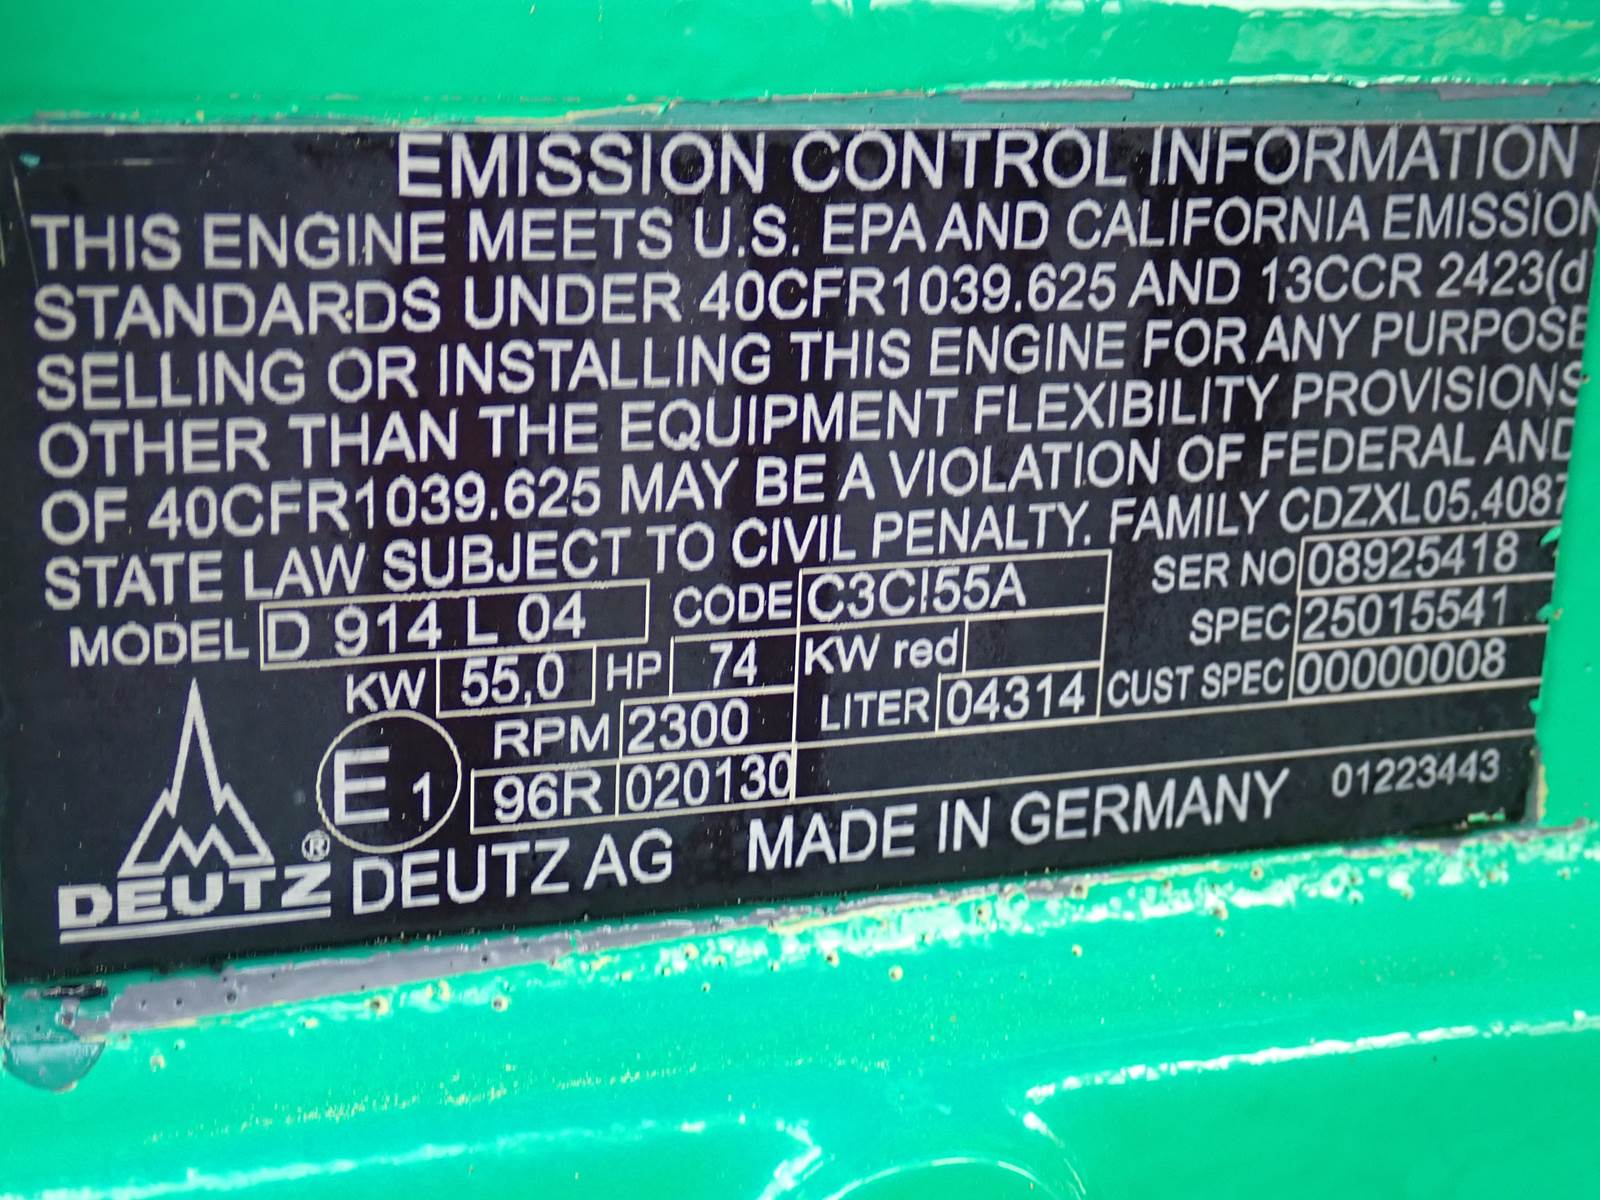 EMISSION CONTROL INFORMATION
THIS ENGINE MEETS U.S. EPA AND CALIFORNIA EMISSION
STANDARDS UNDER 40CFR1039.625 AND 13CCR 2423(d
SELLING OR INSTALLING THIS ENGINE FOR ANY PURPOSE
OTHER THAN THE EQUIPMENT FLEXIBILITY PROVISIONS
OF 40CFR1039.625 MAY BE A VIOLATION OF FEDERAL AND
STATE LAW SUBJECT TO CIVIL PENALTY. FAMILY CDZXL05.4087
MODEL D 914 L 04 CODE C3CI55A SER NO 08925418
KW 55,0 HP 74 KW red SPEC 25015541
RPM 2300 LITER 04314 CUST SPEC 00000008
E1 96R 020130
DEUTZ® DEUTZ AG MADE IN GERMANY 01223443